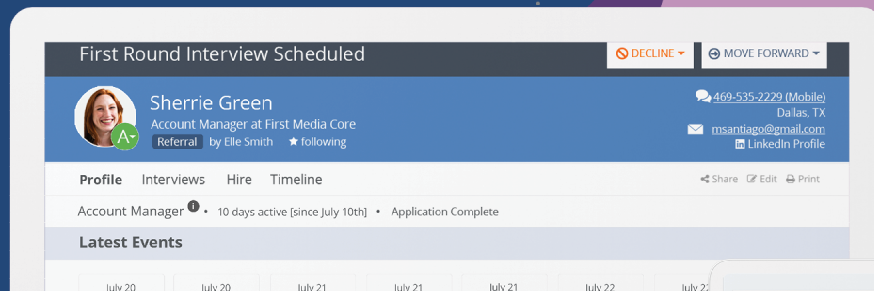 First Round Interview Scheduled
DECLINE
MOVE FORWARD
Sherrie Green
Account Manager at First Media Core
Referral by Elle Smith following
A
469-535-2229 (Mobile)
Dallas, TX
msantiago@gmail.com
LinkedIn Profile
Profile Interviews Hire Timeline
Share Edit Print
Account Manager i • 10 days active [since July 10th] • Application Complete
Latest Events
July 20 July 20 July 21 July 21 July 21 July 22 July